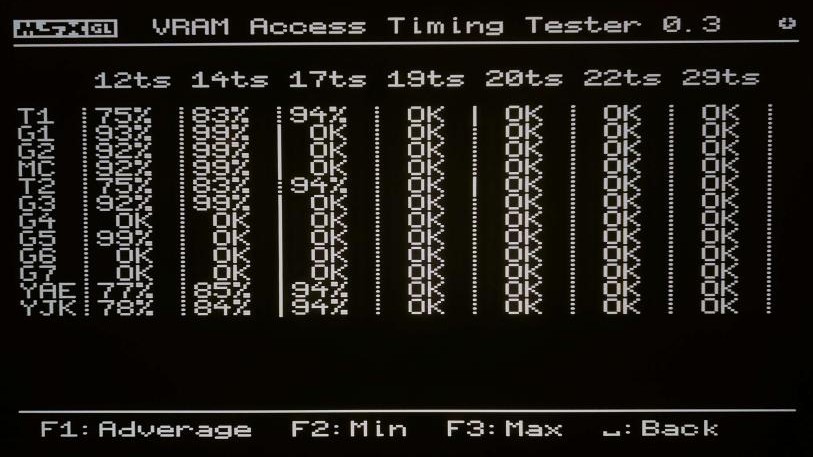 MSX GL VRAM Access Timing Tester 0.3
12ts 14ts 17ts 19ts 20ts 22ts 29ts
T1 75% 83% 94% OK OK OK OK
G1 93% 99% OK OK OK OK OK
G2 92% 99% OK OK OK OK OK
MC 92% 99% OK OK OK OK OK
T2 75% 83% 94% OK OK OK OK
G3 92% 99% OK OK OK OK OK
G4 OK OK OK OK OK OK OK
G5 99% OK OK OK OK OK OK
G6 OK OK OK OK OK OK OK
G7 OK OK OK OK OK OK OK
YAE 77% 85% 94% OK OK OK OK
YJK 78% 84% 94% OK OK OK OK
F1: Adverage F2: Min F3: Max ⎵: Back